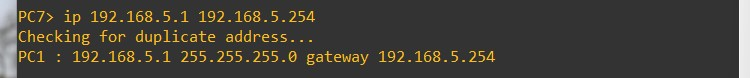 PC7> ip 192.168.5.1 192.168.5.254
Checking for duplicate address...
PC1 : 192.168.5.1 255.255.255.0 gateway 192.168.5.254